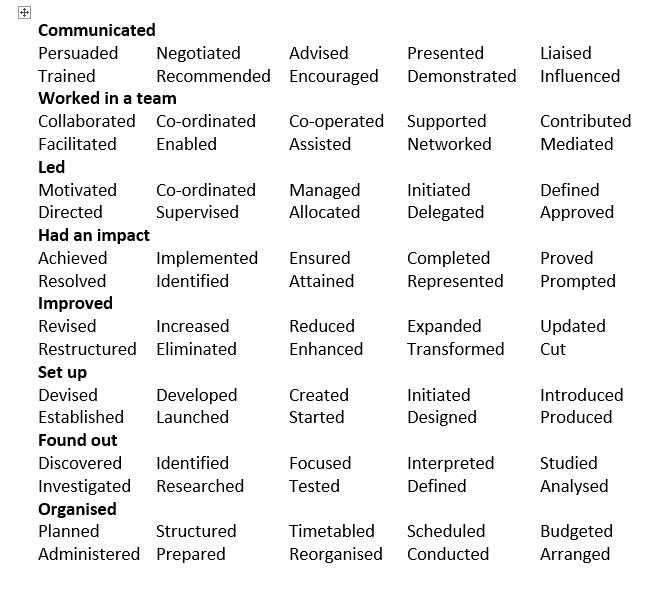 Communicated
Persuaded Negotiated Advised Presented Liaised
Trained Recommended Encouraged Demonstrated Influenced
Worked in a team
Collaborated Co-ordinated Co-operated Supported Contributed
Facilitated Enabled Assisted Networked Mediated
Led
Motivated Co-ordinated Managed Initiated Defined
Directed Supervised Allocated Delegated Approved
Had an impact
Achieved Implemented Ensured Completed Proved
Resolved Identified Attained Represented Prompted
Improved
Revised Increased Reduced Expanded Updated
Restructured Eliminated Enhanced Transformed Cut
Set up
Devised Developed Created Initiated Introduced
Established Launched Started Designed Produced
Found out
Discovered Identified Focused Interpreted Studied
Investigated Researched Tested Defined Analysed
Organised
Planned Structured Timetabled Scheduled Budgeted
Administered Prepared Reorganised Conducted Arranged